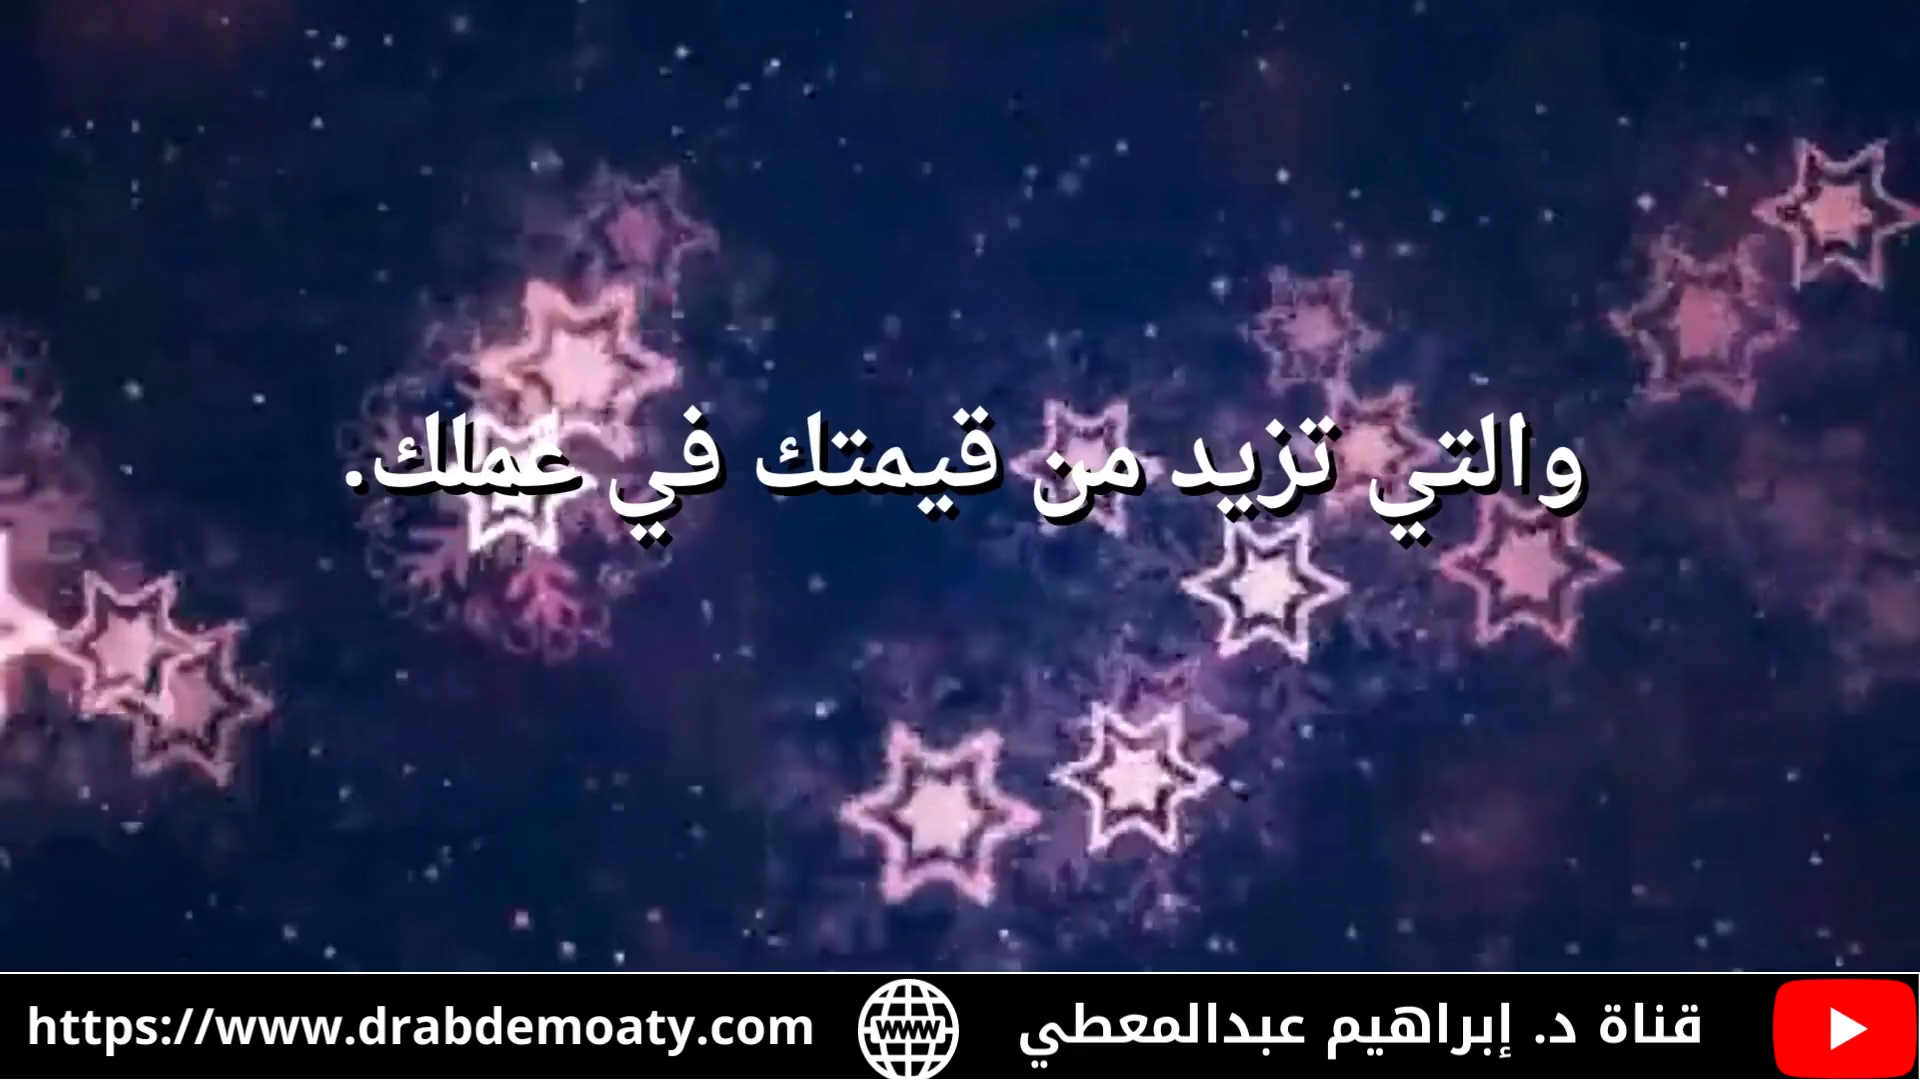 والتي تزيد من قيمتك في عملك.
https://www.drabdemoaty.com
www
قناة د. إبراهيم عبدالمعطي